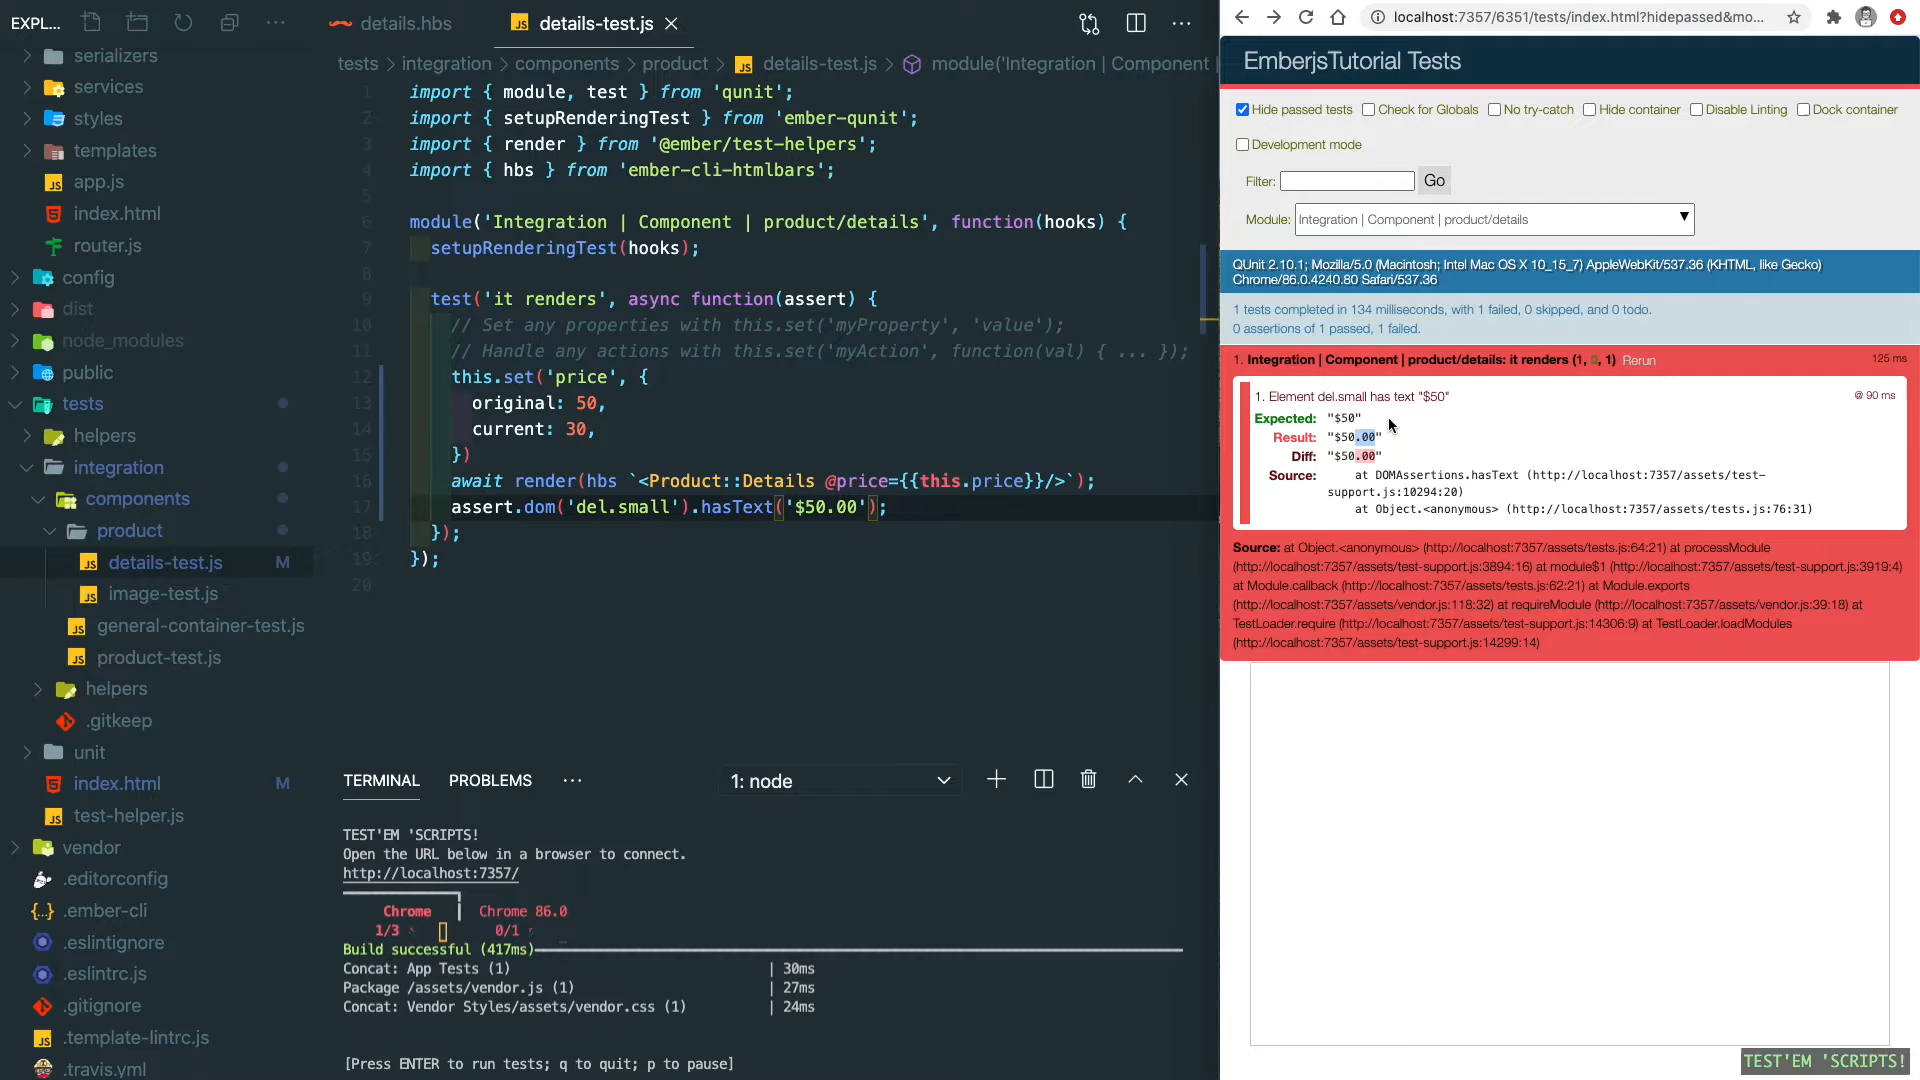 EXPL...
serializers
services
styles
templates
app.js
index.html
router.js
config
dist
node_modules
public
tests
helpers
integration
components
product
details-test.js M
image-test.js
general-container-test.js
product-test.js
helpers
.gitkeep
unit
index.html M
test-helper.js
vendor
.editorconfig
.ember-cli
.eslintignore
.eslintrc.js
.gitignore
.template-lintrc.js
.travis.yml
details.hbs
details-test.js
tests > integration > components > product > details-test.js > module('Integration | Component |
1 import { module, test } from 'qunit';
2 import { setupRenderingTest } from 'ember-qunit';
3 import { render } from '@ember/test-helpers';
4 import { hbs } from 'ember-cli-htmlbars';
5
6 module('Integration | Component | product/details', function(hooks) {
7 setupRenderingTest(hooks);
8
9 test('it renders', async function(assert) {
10 // Set any properties with this.set('myProperty', 'value');
11 // Handle any actions with this.set('myAction', function(val) { ... });
12 this.set('price', {
13 original: 50,
14 current: 30,
15 })
16 await render(hbs `<Product::Details @price={{this.price}}/>`);
17 assert.dom('del.small').hasText('$50.00');
18 });
19 });
20
TERMINAL PROBLEMS ... 1: node
TEST'EM 'SCRIPTS!
Open the URL below in a browser to connect.
http://localhost:7357/
Chrome Chrome 86.0
1/3 0/1
Build successful (417ms)
Concat: App Tests (1) | 30ms
Package /assets/vendor.js (1) | 27ms
Concat: Vendor Styles/assets/vendor.css (1) | 24ms
[Press ENTER to run tests; q to quit; p to pause]
localhost:7357/6351/tests/index.html?hidepassed&mo...
EmberjsTutorial Tests
Hide passed tests Check for Globals No try-catch Hide container Disable Linting Dock container
Development mode
Filter: Go
Module: Integration | Component | product/details
QUnit 2.10.1; Mozilla/5.0 (Macintosh; Intel Mac OS X 10_15_7) AppleWebKit/537.36 (KHTML, like Gecko)
Chrome/86.0.4240.80 Safari/537.36
1 tests completed in 134 milliseconds, with 1 failed, 0 skipped, and 0 todo.
0 assertions of 1 passed, 1 failed.
1. Integration | Component | product/details: it renders (1, 0, 1) Rerun 125 ms
1. Element del.small has text "$50" @ 90 ms
Expected: "$50"
Result: "$50.00"
Diff: "$50.00"
Source: at DOMAssertions.hasText (http://localhost:7357/assets/test-
support.js:10294:20)
at Object.<anonymous> (http://localhost:7357/assets/tests.js:76:31)
Source: at Object.<anonymous> (http://localhost:7357/assets/tests.js:64:21) at processModule
(http://localhost:7357/assets/test-support.js:3894:16) at module$1 (http://localhost:7357/assets/test-support.js:3919:4)
at Module.callback (http://localhost:7357/assets/tests.js:62:21) at Module.exports
(http://localhost:7357/assets/vendor.js:118:32) at requireModule (http://localhost:7357/assets/vendor.js:39:18) at
TestLoader.require (http://localhost:7357/assets/test-support.js:14306:9) at TestLoader.loadModules
(http://localhost:7357/assets/test-support.js:14299:14)
TEST'EM 'SCRIPTS!